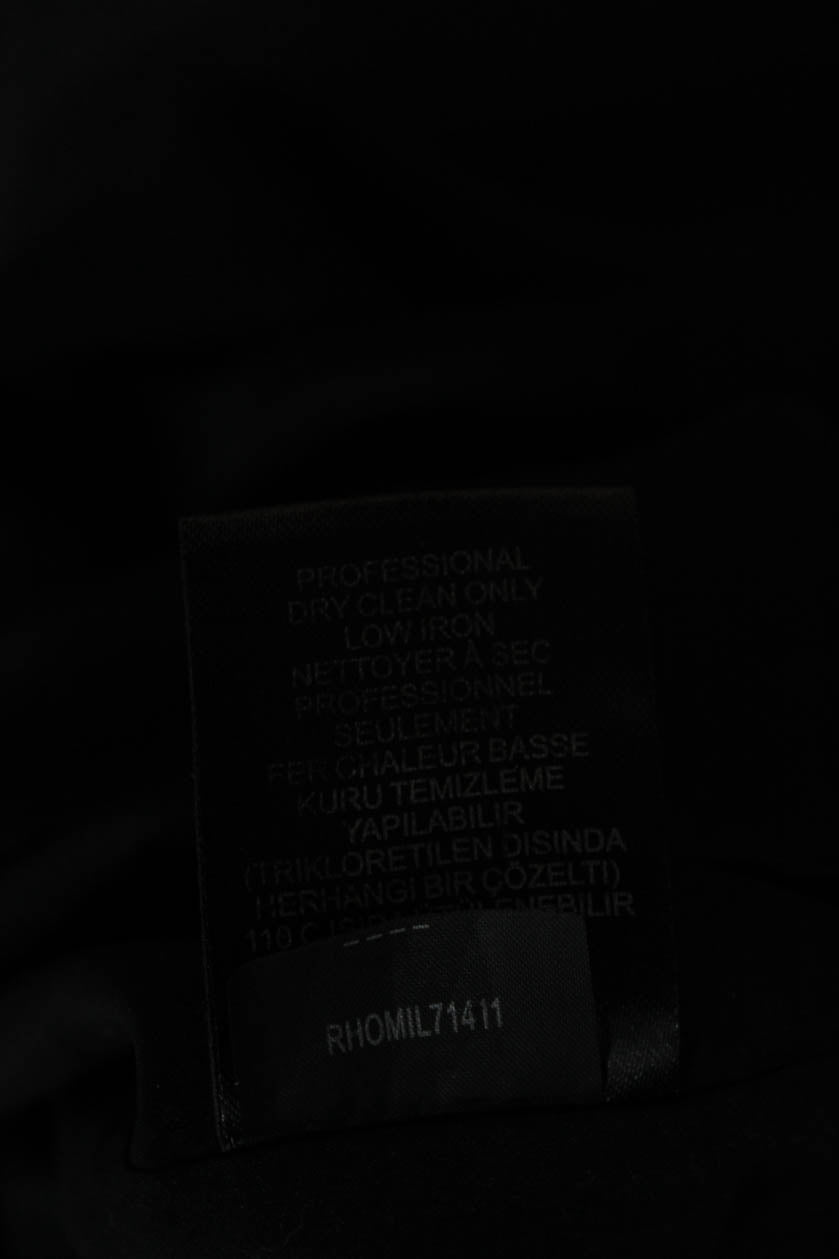 PROFESSIONAL
DRY CLEAN ONLY
LOW IRON
NETTOYER À SEC
PROFESSIONNEL
SEULEMENT
FER CHALEUR BASSE
KURU TEMIZLEME
YAPILABILIR
(TRIKLORETILEN DISINDA
HERHANGI BIR ÇÖZELTI)
110 C
RHOMIL71411